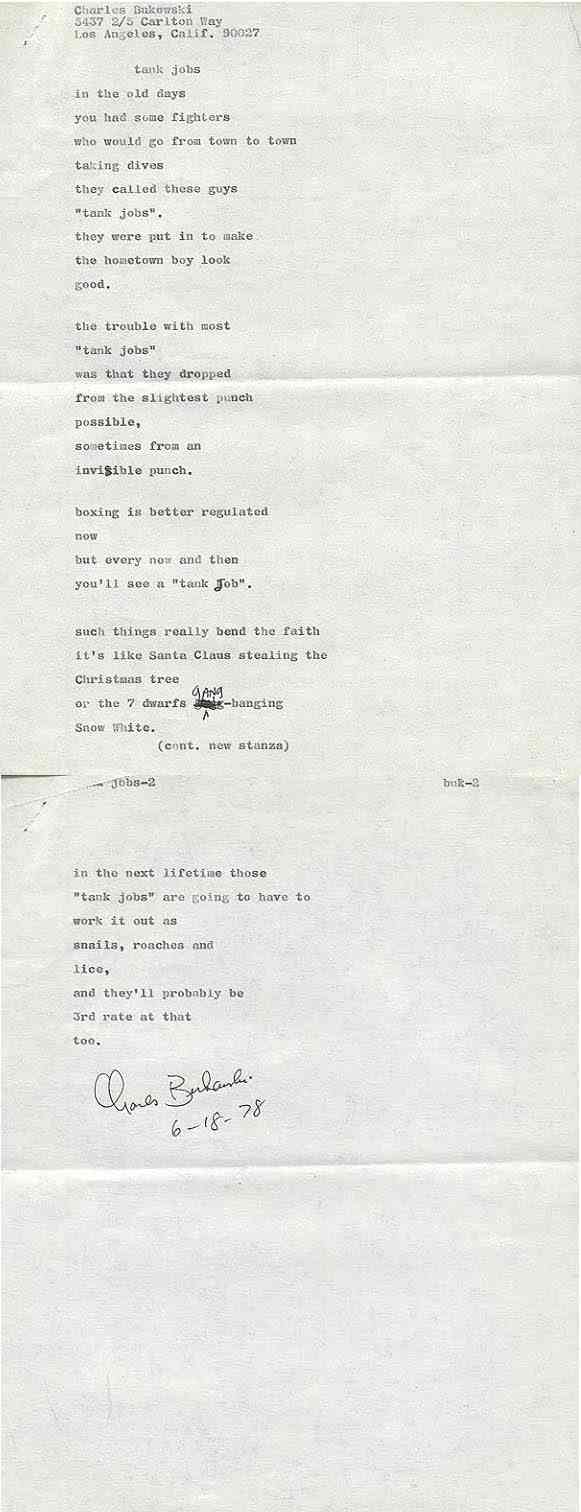 Charles Bukowski
5437 2/5 Carlton Way
Los Angeles, Calif. 90027
tank jobs
in the old days
you had some fighters
who would go from town to town
taking dives
they called these guys
"tank jobs".
they were put in to make
the hometown boy look
good.
the trouble with most
"tank jobs"
was that they dropped
from the slightest punch
possible,
sometimes from an
invisible punch.
boxing is better regulated
now
but every now and then
you'll see a "tank Job".
such things really bend the faith
it's like Santa Claus stealing the
Christmas tree
or the 7 dwarfs GANG-banging
Snow White.
(cont. new stanza)
jobs-2 buk-2
in the next lifetime those
"tank jobs" are going to have to
work it out as
snails, roaches and
lice,
and they'll probably be
3rd rate at that
too.
Charles Bukowski
6-18-78